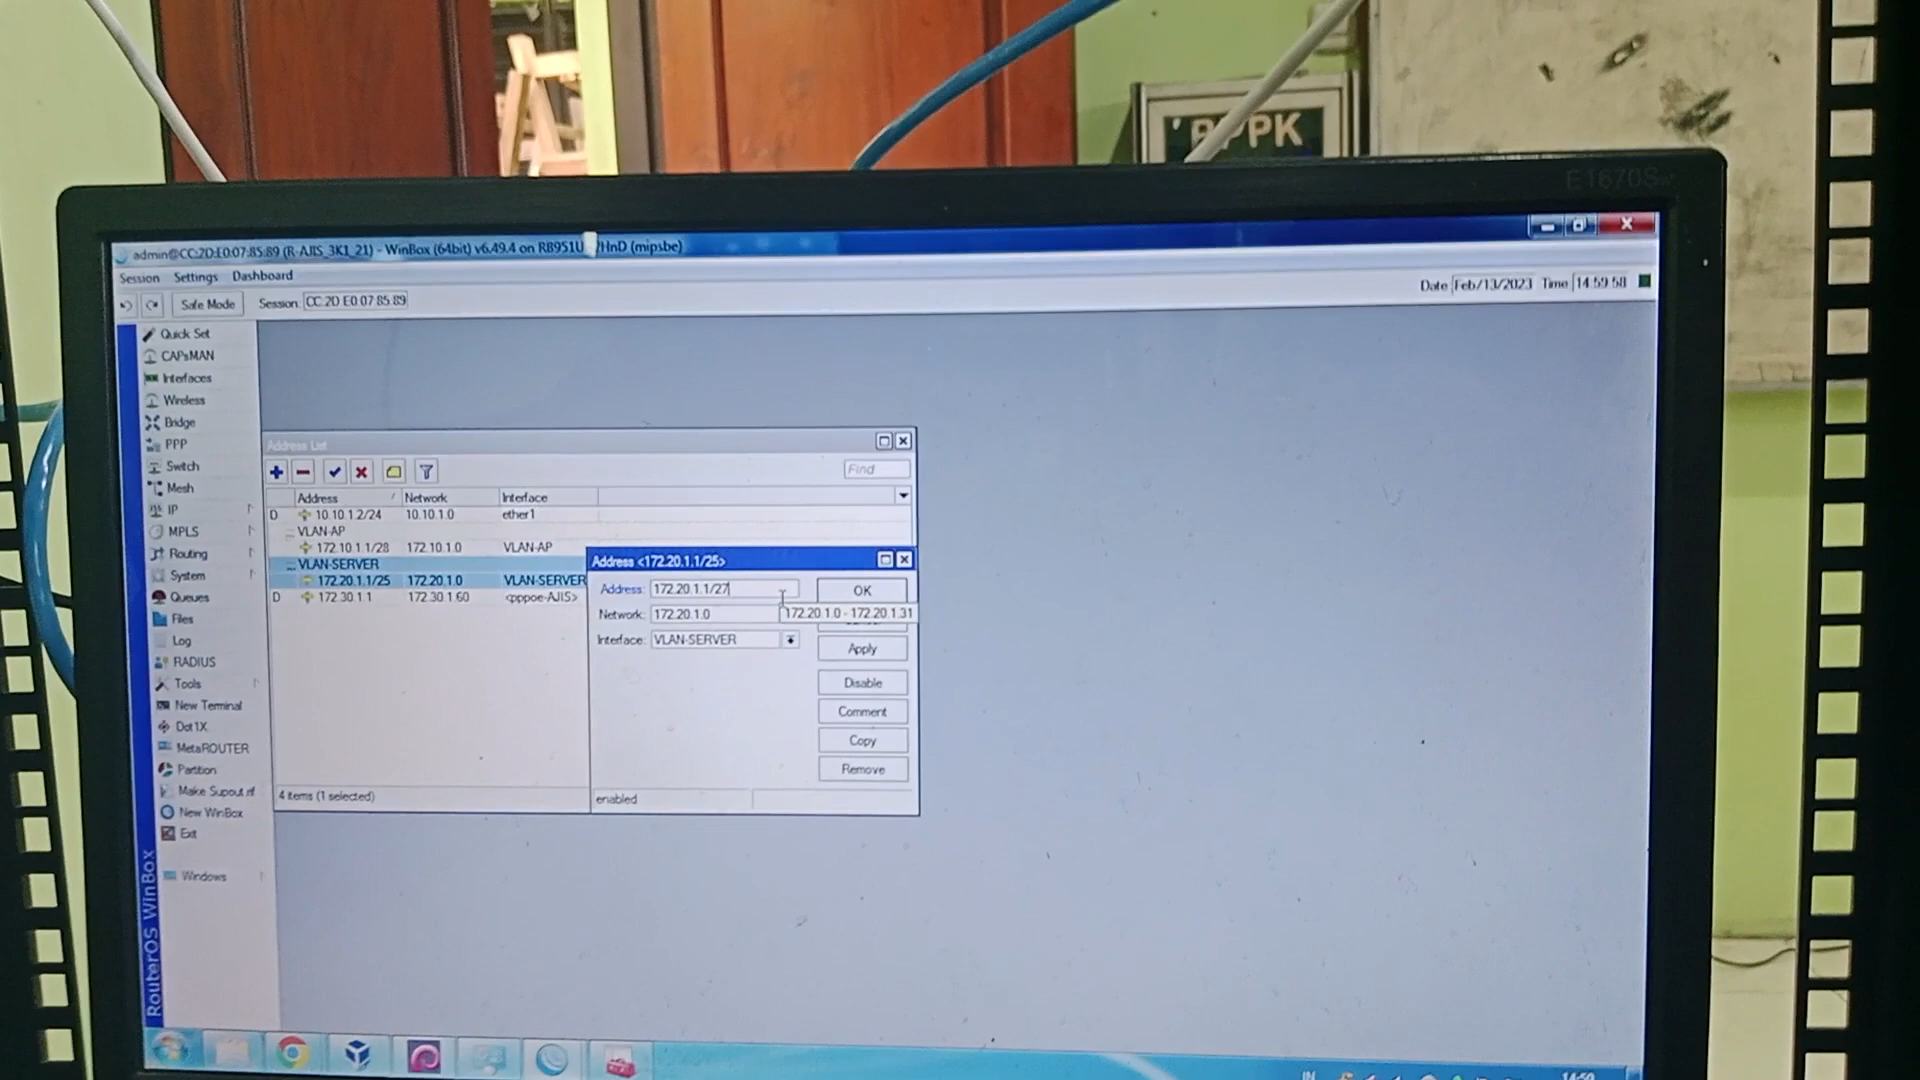 PPPK
E1670Sw
admin@CC:2D:E0:07:85:89 (R-AJIS_3K1_21) - WinBox (64bit) v6.49.4 on RB951U 2HnD (mipsbe)
Session Settings Dashboard
Safe Mode Session: CC:2D:E0:07:85:89
Date Feb/13/2023 Time 14:59:58
Quick Set
CAPsMAN
Interfaces
Wireless
Bridge
PPP
Switch
Mesh
IP
MPLS
Routing
System
Queues
Files
Log
RADIUS
Tools
New Terminal
Dot1X
MetaROUTER
Partition
Make Supout.rif
New WinBox
Exit
Windows
RouterOS WinBox
Address List
Find
Address Network Interface
D 10.10.1.2/24 10.10.1.0 ether1
VLAN-AP
172.10.1.1/28 172.10.1.0 VLAN-AP
VLAN-SERVER
172.20.1.1/25 172.20.1.0 VLAN-SERVER
D 172.30.1.1 172.30.1.60 <pppoe-AJIS>
4 items (1 selected)
Address <172.20.1.1/25>
Address: 172.20.1.1/27
Network: 172.20.1.0
172.20.1.0 - 172.20.1.31
Interface: VLAN-SERVER
OK
Apply
Disable
Comment
Copy
Remove
enabled
IN
14:59